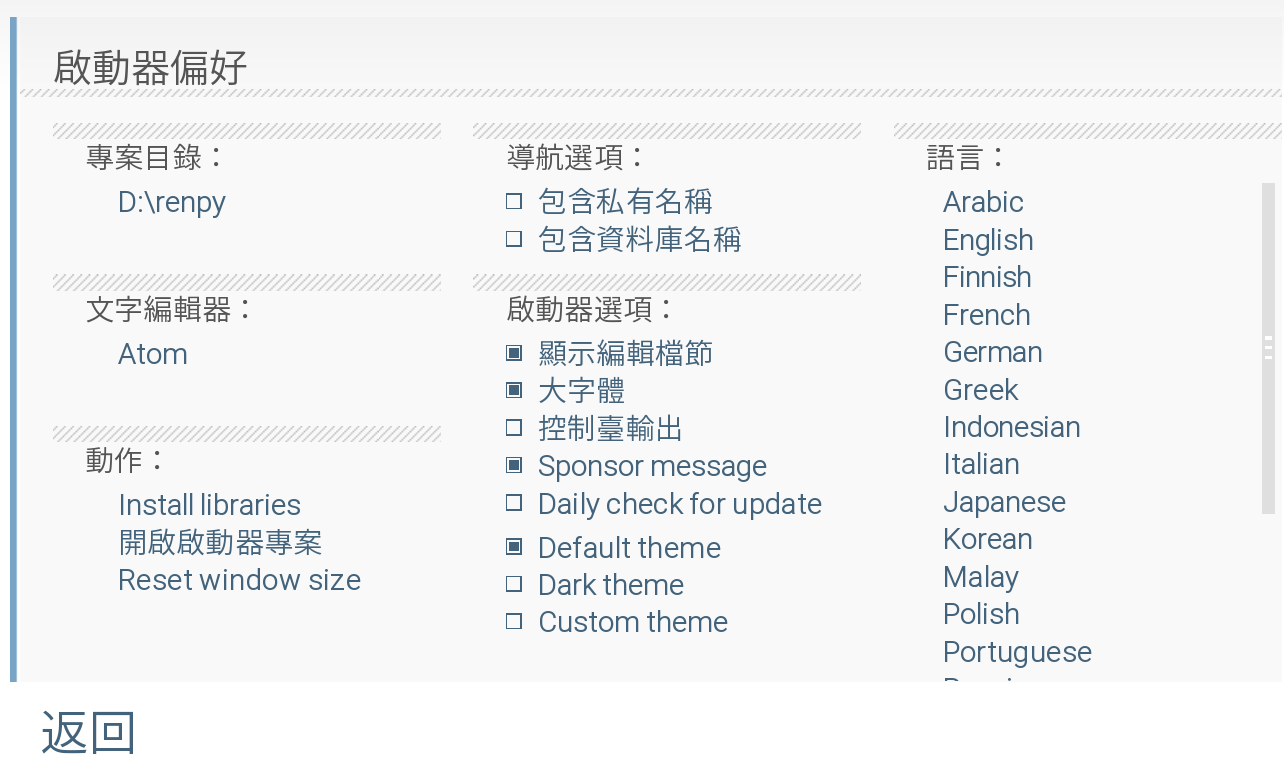 啟動器偏好
專案目錄：
D:\renpy
文字編輯器：
Atom
動作：
Install libraries
開啟啟動器專案
Reset window size
導航選項：
包含私有名稱
包含資料庫名稱
啟動器選項：
顯示編輯檔節
大字體
控制臺輸出
Sponsor message
Daily check for update
Default theme
Dark theme
Custom theme
語言：
Arabic
English
Finnish
French
German
Greek
Indonesian
Italian
Japanese
Korean
Malay
Polish
Portuguese
返回